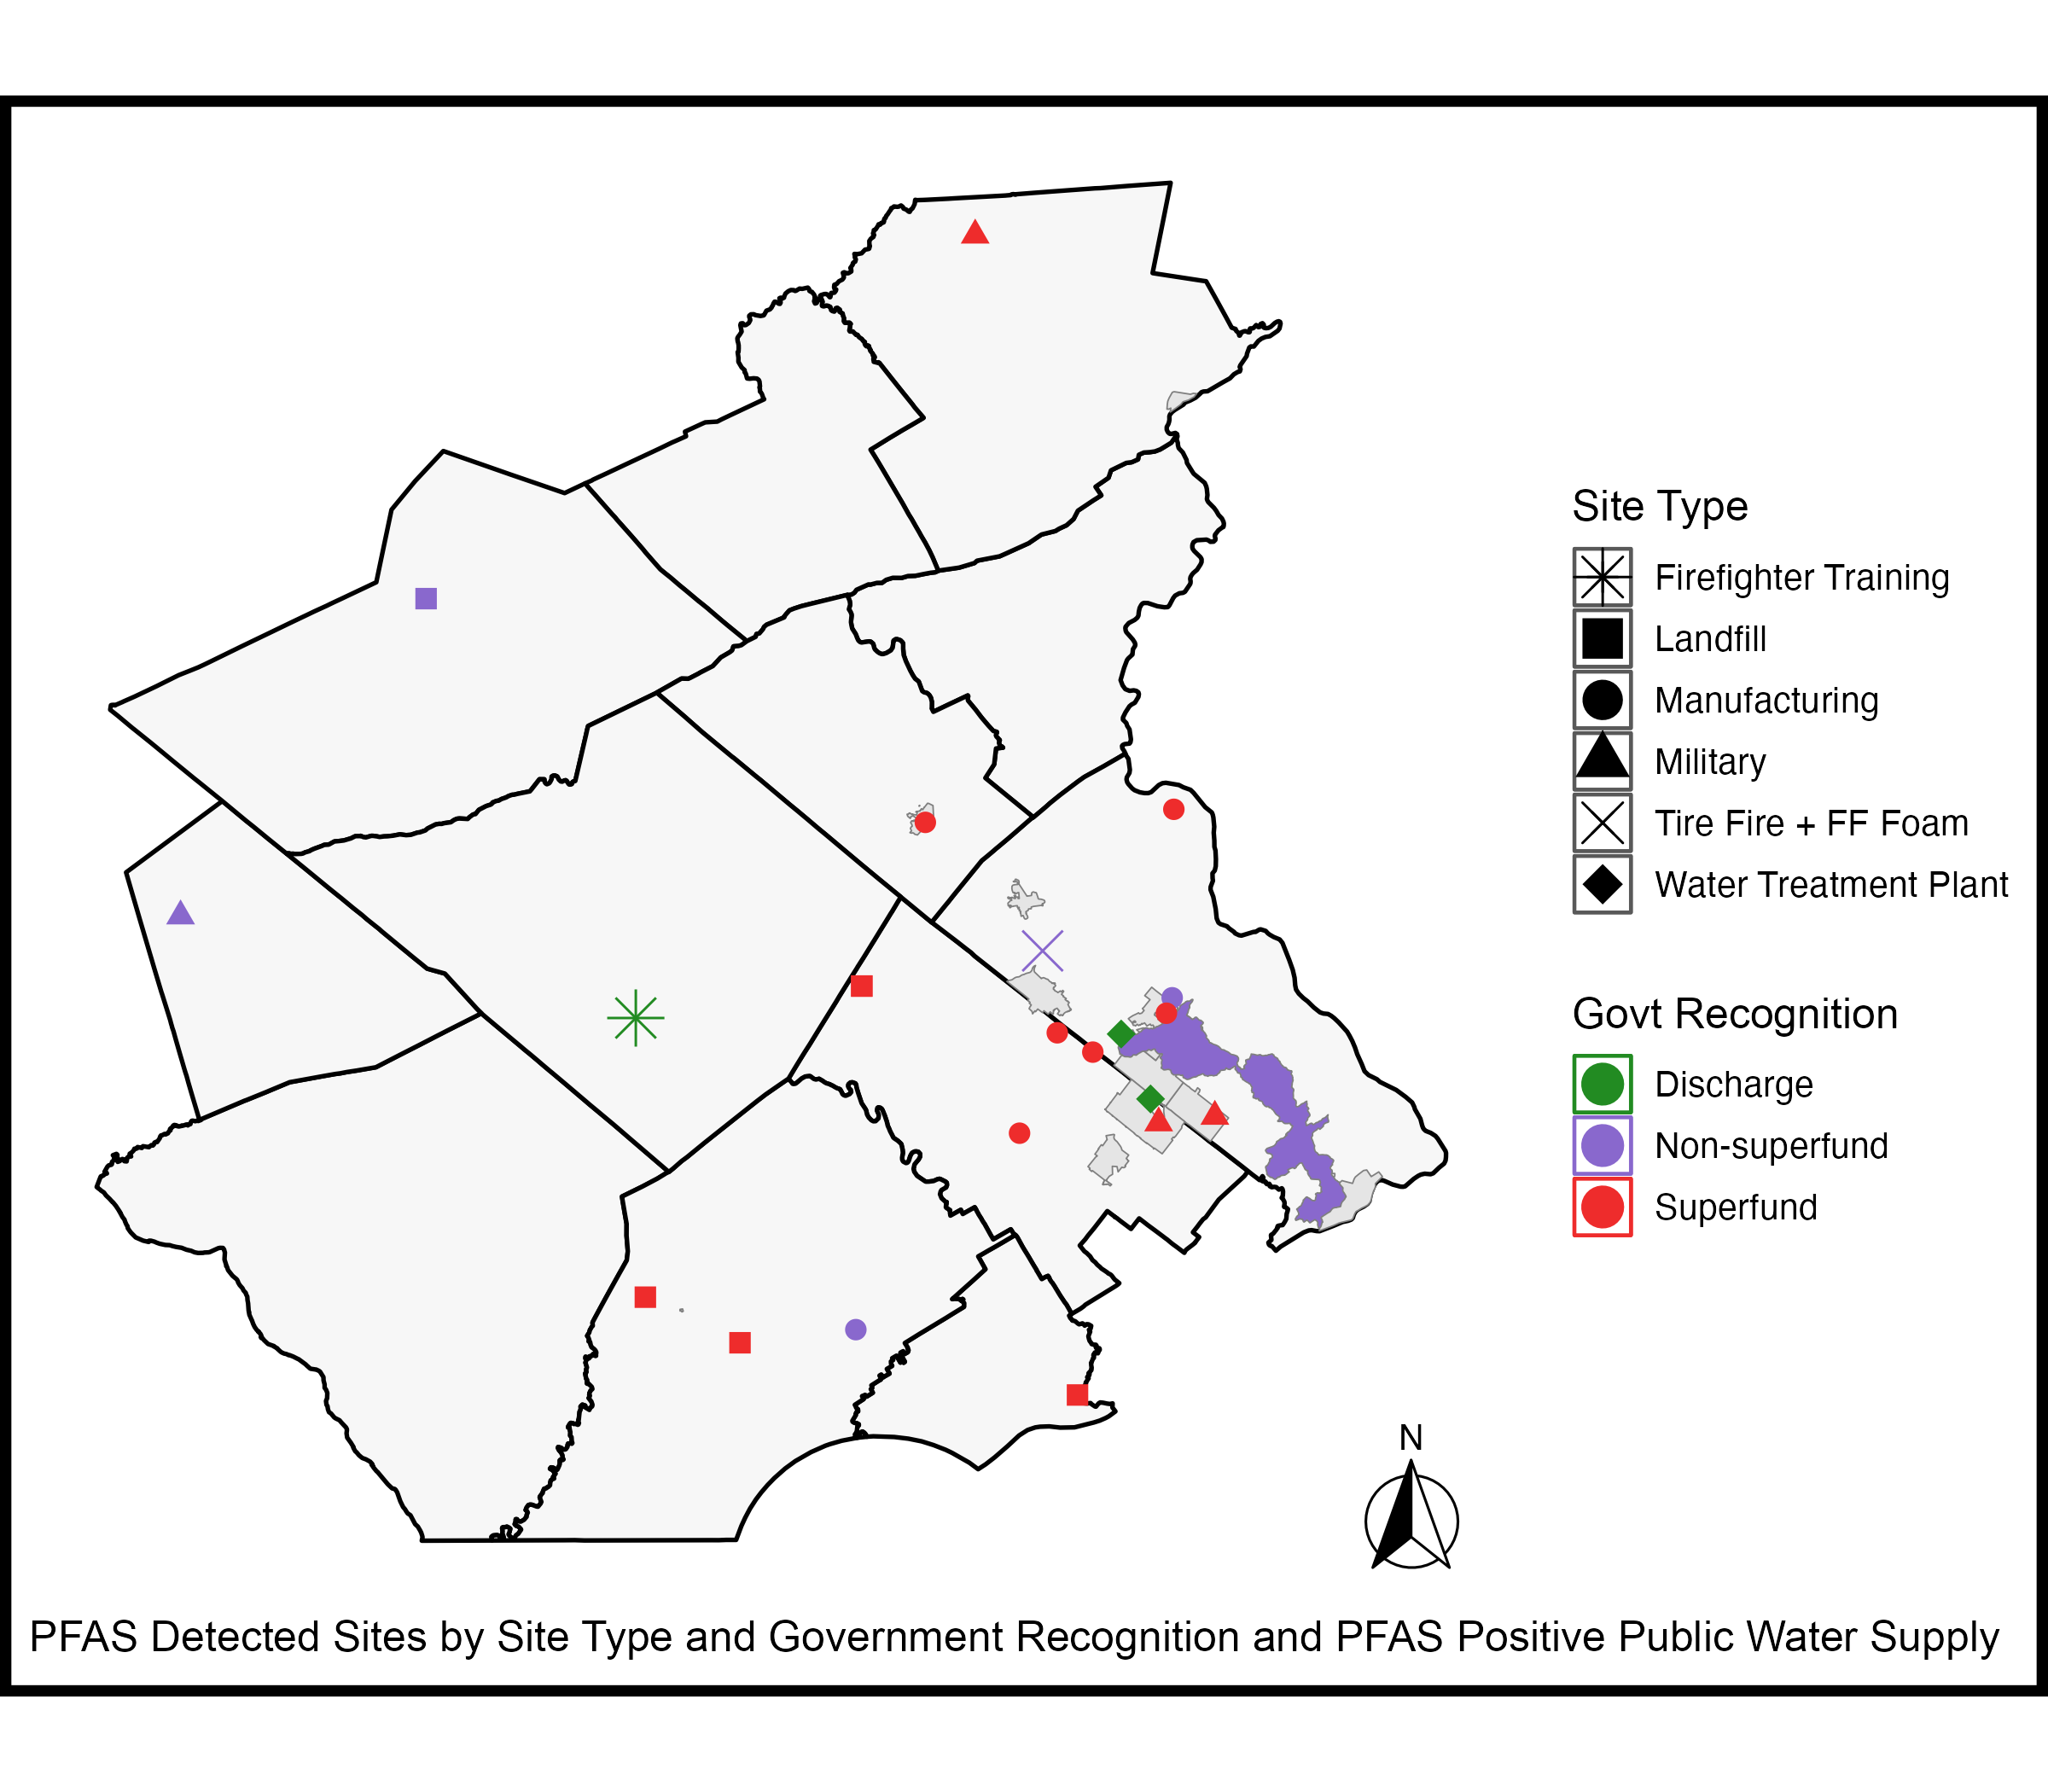 Site Type
Firefighter Training
Landfill
Manufacturing
Military
Tire Fire + FF Foam
Water Treatment Plant
Govt Recognition
Discharge
Non-superfund
Superfund
N
PFAS Detected Sites by Site Type and Government Recognition and PFAS Positive Public Water Supply